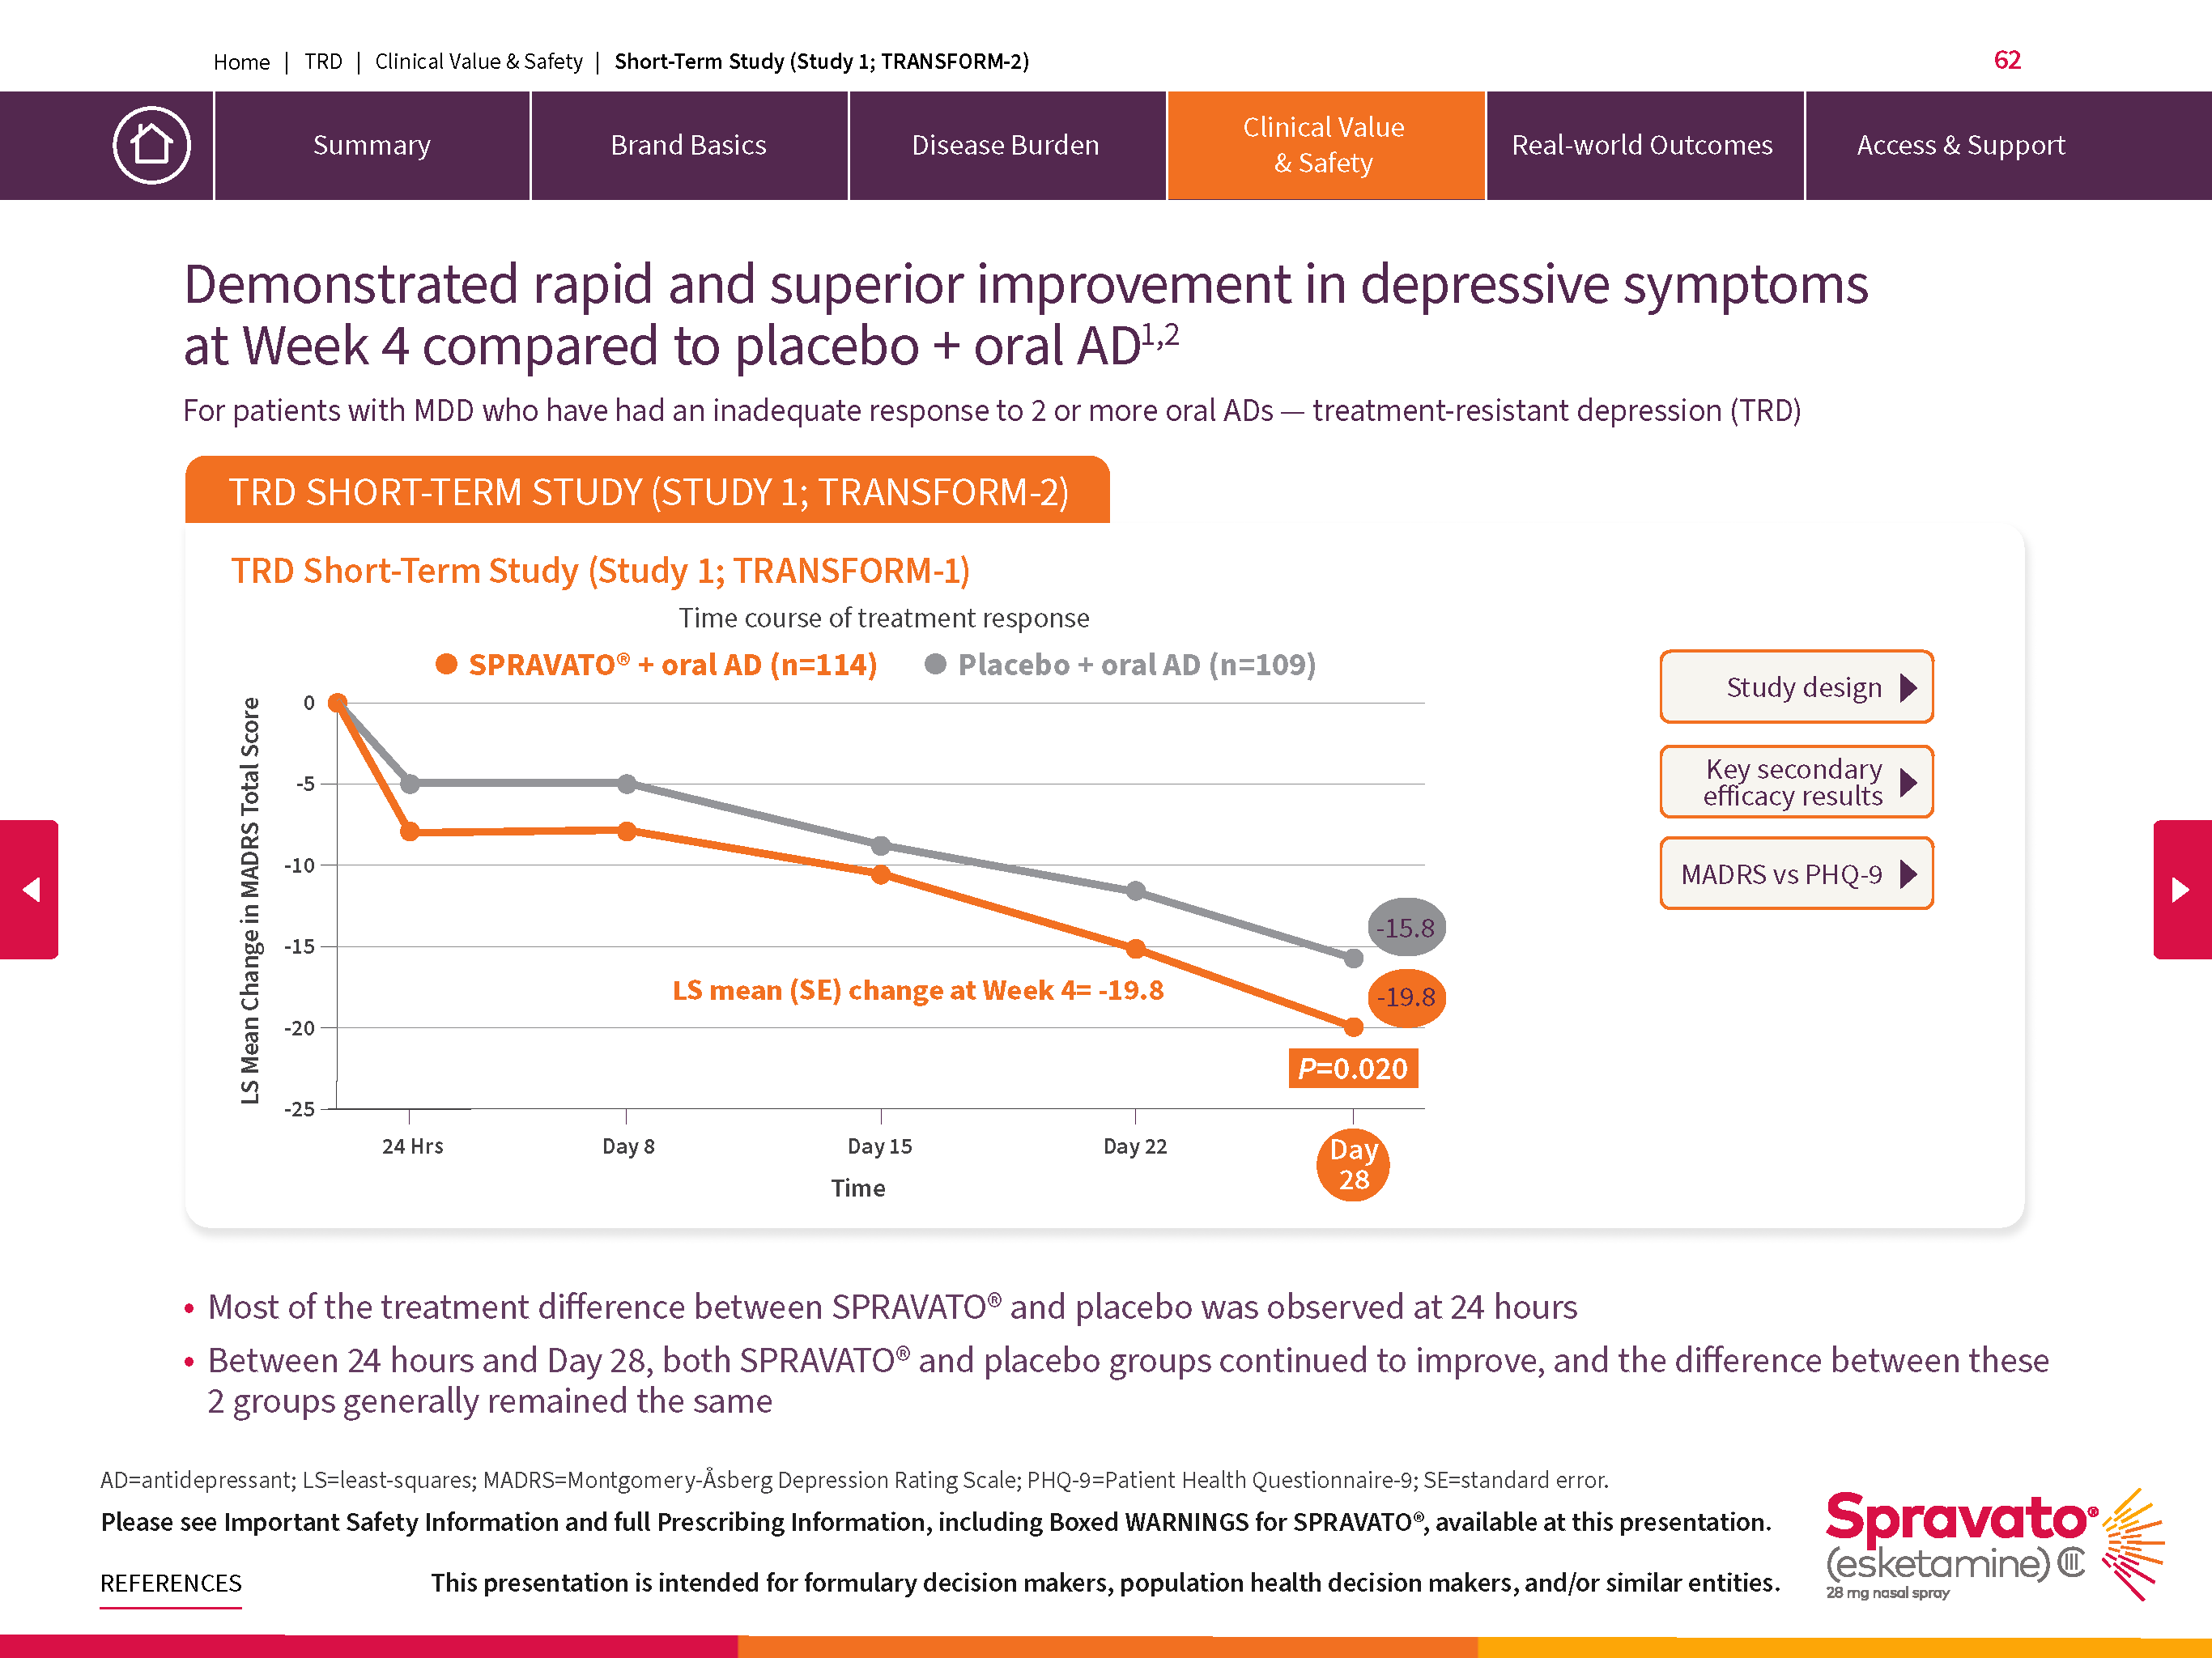 Home | TRD | Clinical Value & Safety | Short-Term Study (Study 1; TRANSFORM-2)
62
Summary
Brand Basics
Disease Burden
Clinical Value
& Safety
Real-world Outcomes
Access & Support
Demonstrated rapid and superior improvement in depressive symptoms
at Week 4 compared to placebo + oral AD1,2
For patients with MDD who have had an inadequate response to 2 or more oral ADs — treatment-resistant depression (TRD)
TRD SHORT-TERM STUDY (STUDY 1; TRANSFORM-2)
TRD Short-Term Study (Study 1; TRANSFORM-1)
Time course of treatment response
SPRAVATO® + oral AD (n=114)
Placebo + oral AD (n=109)
LS Mean Change in MADRS Total Score
0
-5
-10
-15
-20
-25
-15.8
-19.8
LS mean (SE) change at Week 4= -19.8
P=0.020
24 Hrs
Day 8
Day 15
Day 22
Day
28
Time
Study design
Key secondary
efficacy results
MADRS vs PHQ-9
• Most of the treatment difference between SPRAVATO® and placebo was observed at 24 hours
• Between 24 hours and Day 28, both SPRAVATO® and placebo groups continued to improve, and the difference between these
2 groups generally remained the same
AD=antidepressant; LS=least-squares; MADRS=Montgomery-Åsberg Depression Rating Scale; PHQ-9=Patient Health Questionnaire-9; SE=standard error.
Please see Important Safety Information and full Prescribing Information, including Boxed WARNINGS for SPRAVATO®, available at this presentation.
REFERENCES
This presentation is intended for formulary decision makers, population health decision makers, and/or similar entities.
Spravato®
(esketamine) CIII
28 mg nasal spray